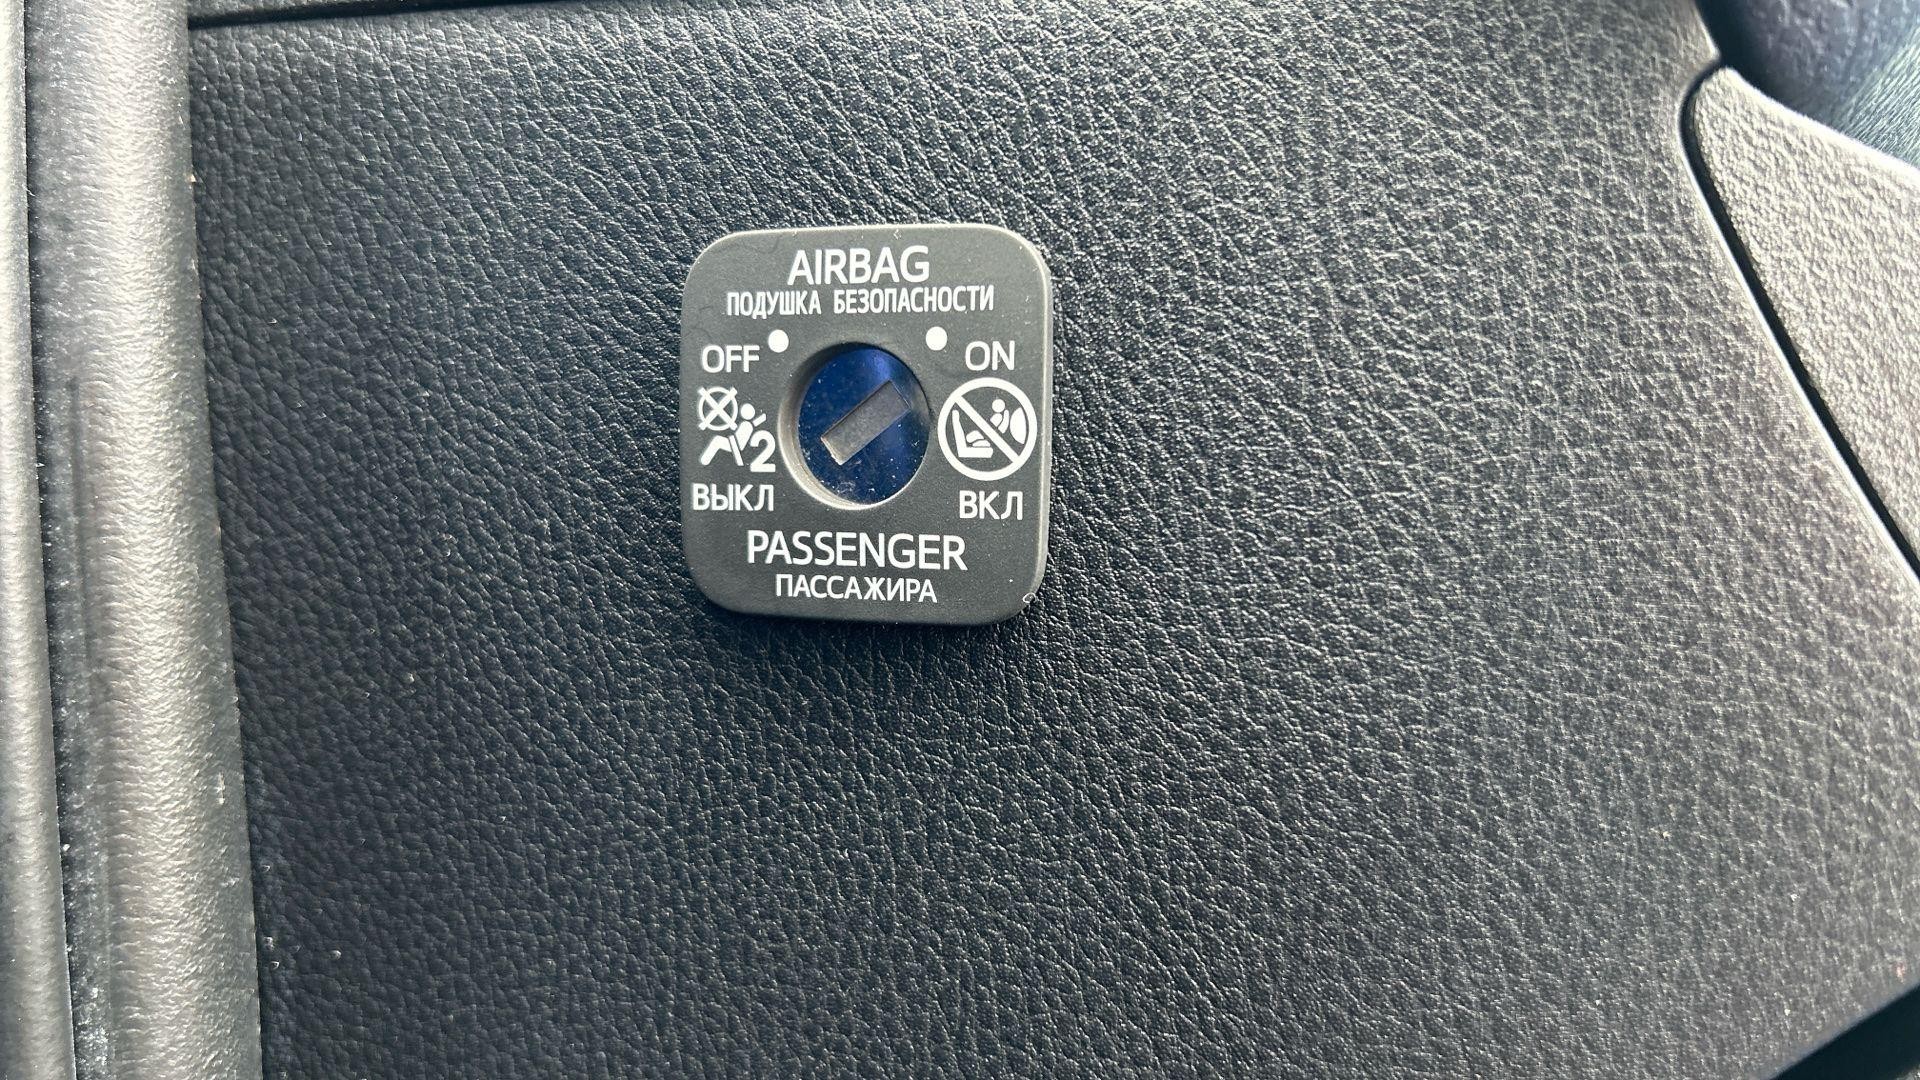 AIRBAG
ПОДУШКА БЕЗОПАСНОСТИ
OFF ON
2
ВЫКЛ ВКЛ
PASSENGER
ПАССАЖИРА